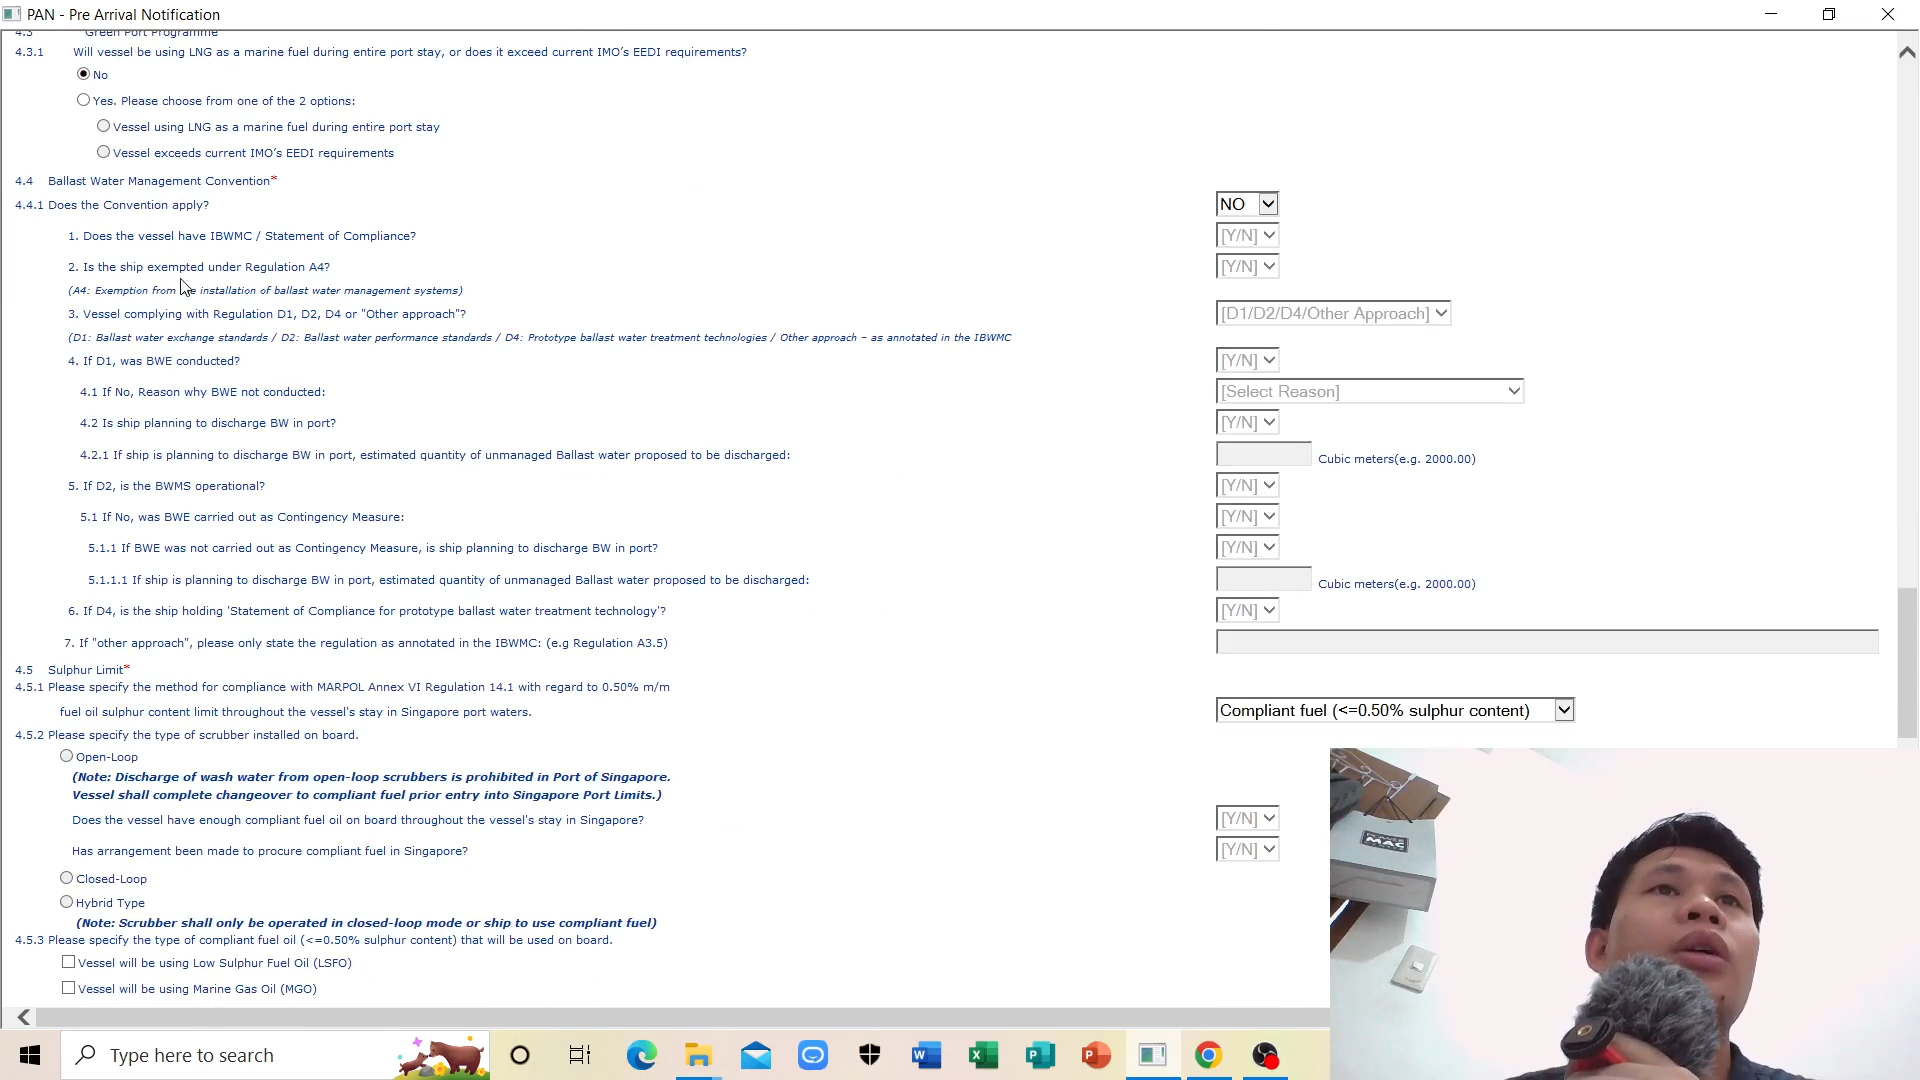 PAN - Pre Arrival Notification
4.3 Green Port Programme
4.3.1 Will vessel be using LNG as a marine fuel during entire port stay, or does it exceed current IMO's EEDI requirements?
No
Yes. Please choose from one of the 2 options:
Vessel using LNG as a marine fuel during entire port stay
Vessel exceeds current IMO's EEDI requirements
4.4 Ballast Water Management Convention*
4.4.1 Does the Convention apply? NO
1. Does the vessel have IBWMC / Statement of Compliance? [Y/N]
2. Is the ship exempted under Regulation A4? [Y/N]
(A4: Exemption from the installation of ballast water management systems)
3. Vessel complying with Regulation D1, D2, D4 or "Other approach"? [D1/D2/D4/Other Approach]
(D1: Ballast water exchange standards / D2: Ballast water performance standards / D4: Prototype ballast water treatment technologies / Other approach – as annotated in the IBWMC
4. If D1, was BWE conducted? [Y/N]
4.1 If No, Reason why BWE not conducted: [Select Reason]
4.2 Is ship planning to discharge BW in port? [Y/N]
4.2.1 If ship is planning to discharge BW in port, estimated quantity of unmanaged Ballast water proposed to be discharged: Cubic meters(e.g. 2000.00)
5. If D2, is the BWMS operational? [Y/N]
5.1 If No, was BWE carried out as Contingency Measure: [Y/N]
5.1.1 If BWE was not carried out as Contingency Measure, is ship planning to discharge BW in port? [Y/N]
5.1.1.1 If ship is planning to discharge BW in port, estimated quantity of unmanaged Ballast water proposed to be discharged: Cubic meters(e.g. 2000.00)
6. If D4, is the ship holding 'Statement of Compliance for prototype ballast water treatment technology'? [Y/N]
7. If "other approach", please only state the regulation as annotated in the IBWMC: (e.g Regulation A3.5)
4.5 Sulphur Limit*
4.5.1 Please specify the method for compliance with MARPOL Annex VI Regulation 14.1 with regard to 0.50% m/m
fuel oil sulphur content limit throughout the vessel's stay in Singapore port waters. Compliant fuel (<=0.50% sulphur content)
4.5.2 Please specify the type of scrubber installed on board.
Open-Loop
(Note: Discharge of wash water from open-loop scrubbers is prohibited in Port of Singapore.
Vessel shall complete changeover to compliant fuel prior entry into Singapore Port Limits.)
Does the vessel have enough compliant fuel oil on board throughout the vessel's stay in Singapore? [Y/N]
Has arrangement been made to procure compliant fuel in Singapore? [Y/N]
Closed-Loop
Hybrid Type
(Note: Scrubber shall only be operated in closed-loop mode or ship to use compliant fuel)
4.5.3 Please specify the type of compliant fuel oil (<=0.50% sulphur content) that will be used on board.
Vessel will be using Low Sulphur Fuel Oil (LSFO)
Vessel will be using Marine Gas Oil (MGO)
MAC
Type here to search